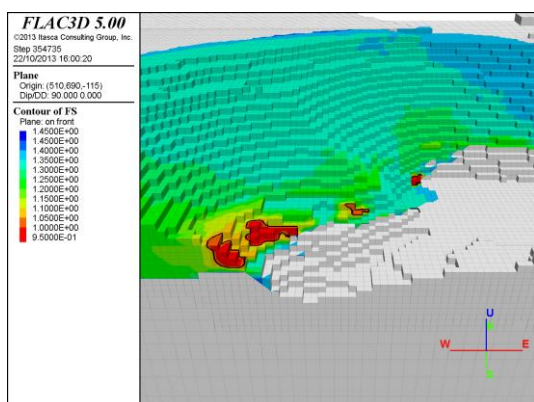 FLAC3D 5.00
©2013 Itasca Consulting Group, Inc.
Step 354735
22/10/2013 16:00:20
Plane
Origin: (510,690,-115)
Dip/DD: 90.000 0.000
Contour of FS
Plane: on front
1.4500E+00
1.4500E+00
1.4000E+00
1.3500E+00
1.3000E+00
1.2500E+00
1.2000E+00
1.1500E+00
1.1000E+00
1.0500E+00
1.0000E+00
9.5000E-01
U
W
E